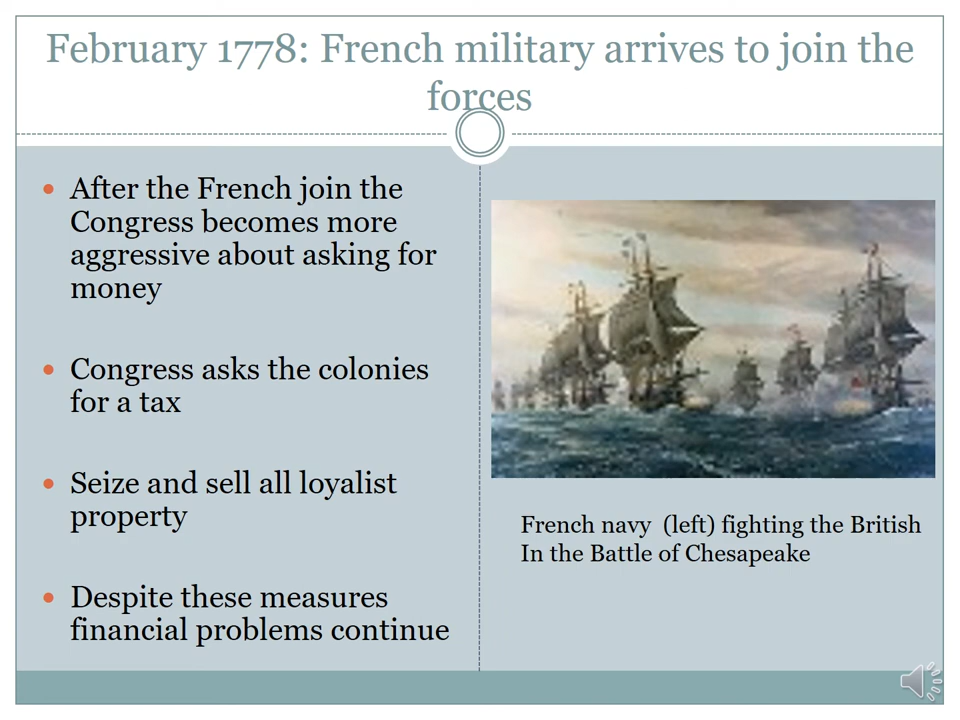 February 1778: French military arrives to join the
forces
After the French join the
Congress becomes more
aggressive about asking for
money
Congress asks the colonies
for a tax
Seize and sell all loyalist
property
Despite these measures
financial problems continue
French navy  (left) fighting the British
In the Battle of Chesapeake